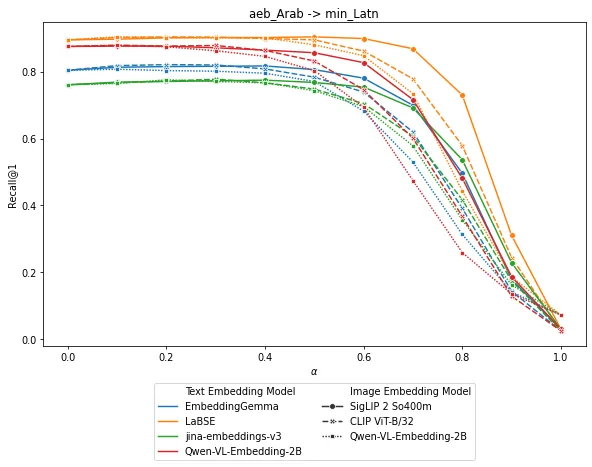 aeb_Arab -> min_Latn
Recall@1
0.8
0.6
0.4
0.2
0.0
0.0 0.2 0.4 0.6 0.8 1.0
α
Text Embedding Model Image Embedding Model
EmbeddingGemma SigLIP 2 So400m
LaBSE CLIP ViT-B/32
jina-embeddings-v3 Qwen-VL-Embedding-2B
Qwen-VL-Embedding-2B